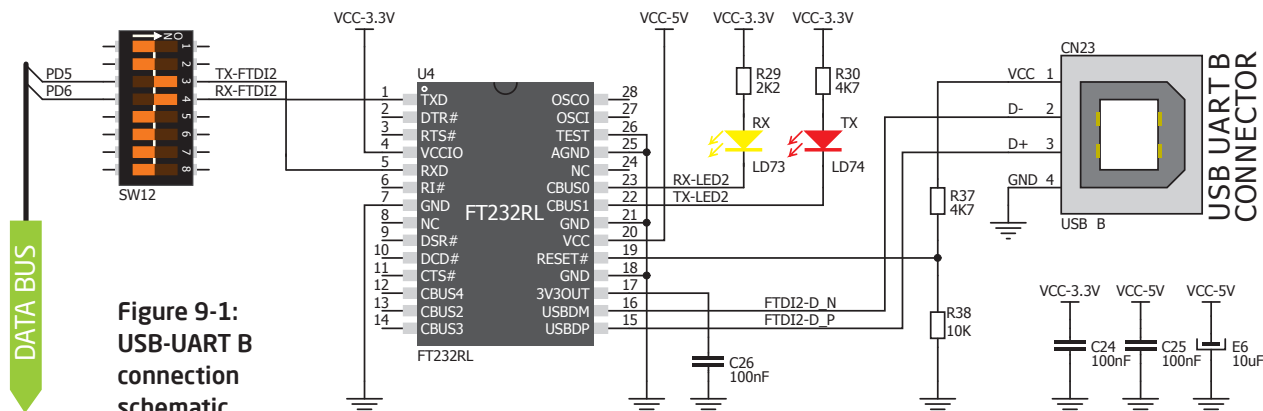 VCC-3.3V
VCC-5V
VCC-3.3V
VCC-3.3V
CN23
USB UART B
CONNECTOR
ON
1
2
3
4
5
6
7
8
SW12
PD5
PD6
TX-FTDI2
RX-FTDI2
DATA BUS
U4
1 TXD
2 DTR#
3 RTS#
4 VCCIO
5 RXD
6 RI#
7 GND
8 NC
9 DSR#
10 DCD#
11 CTS#
12 CBUS4
13 CBUS2
14 CBUS3
FT232RL
OSCO 28
OSCI 27
TEST 26
AGND 25
NC 24
CBUS0 23
CBUS1 22
GND 21
VCC 20
RESET# 19
GND 18
3V3OUT 17
USBDM 16
USBDP 15
FT232RL
R29
2K2
R30
4K7
RX
TX
LD73
LD74
RX-LED2
TX-LED2
VCC 1
D- 2
D+ 3
GND 4
USB B
R37
4K7
R38
10K
FTDI2-D_N
FTDI2-D_P
C26
100nF
VCC-3.3V
VCC-5V
VCC-5V
C24
100nF
C25
100nF
E6
10uF
Figure 9-1:
USB-UART B
connection
schematic